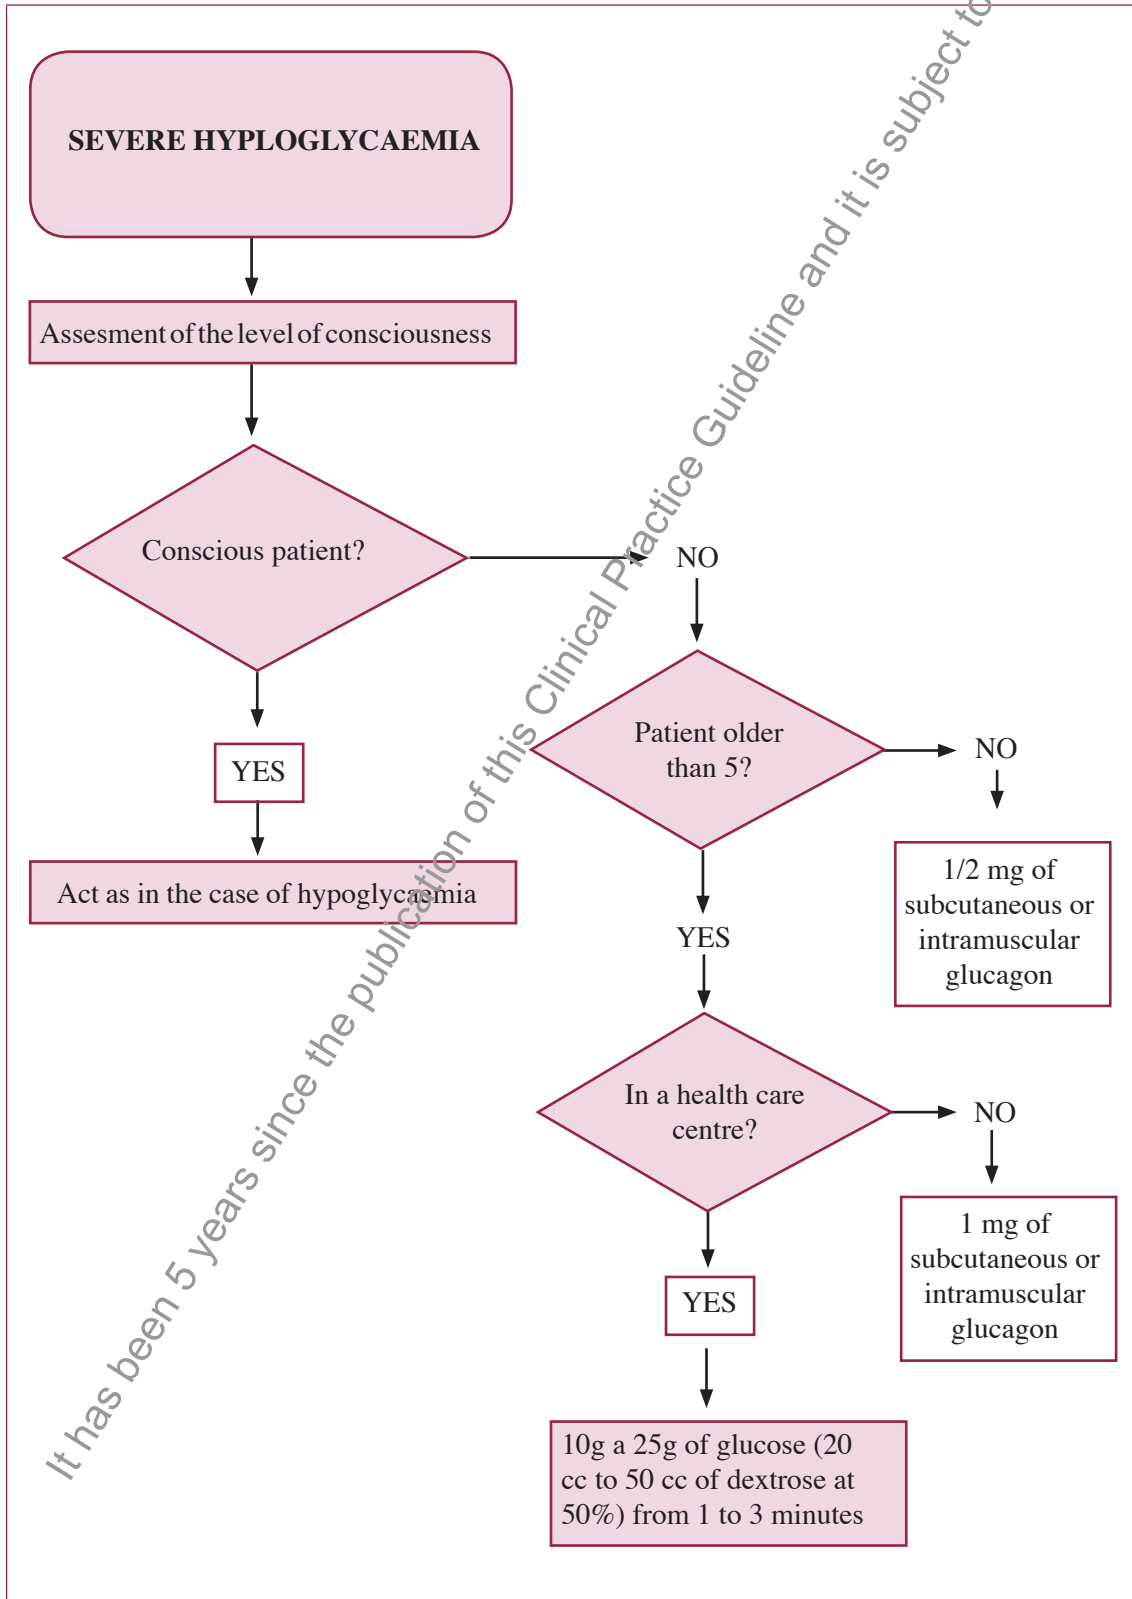 SEVERE HYPLOGLYCAEMIA
Assesment of the level of consciousness
Conscious patient?
NO
YES
Act as in the case of hypoglycaemia
Patient older
than 5?
NO
1/2 mg of
subcutaneous or
intramuscular
glucagon
YES
In a health care
centre?
NO
1 mg of
subcutaneous or
intramuscular
glucagon
YES
10g a 25g of glucose (20
cc to 50 cc of dextrose at
50%) from 1 to 3 minutes
It has been 5 years since the publication of this Clinical Practice Guideline and it is subject to